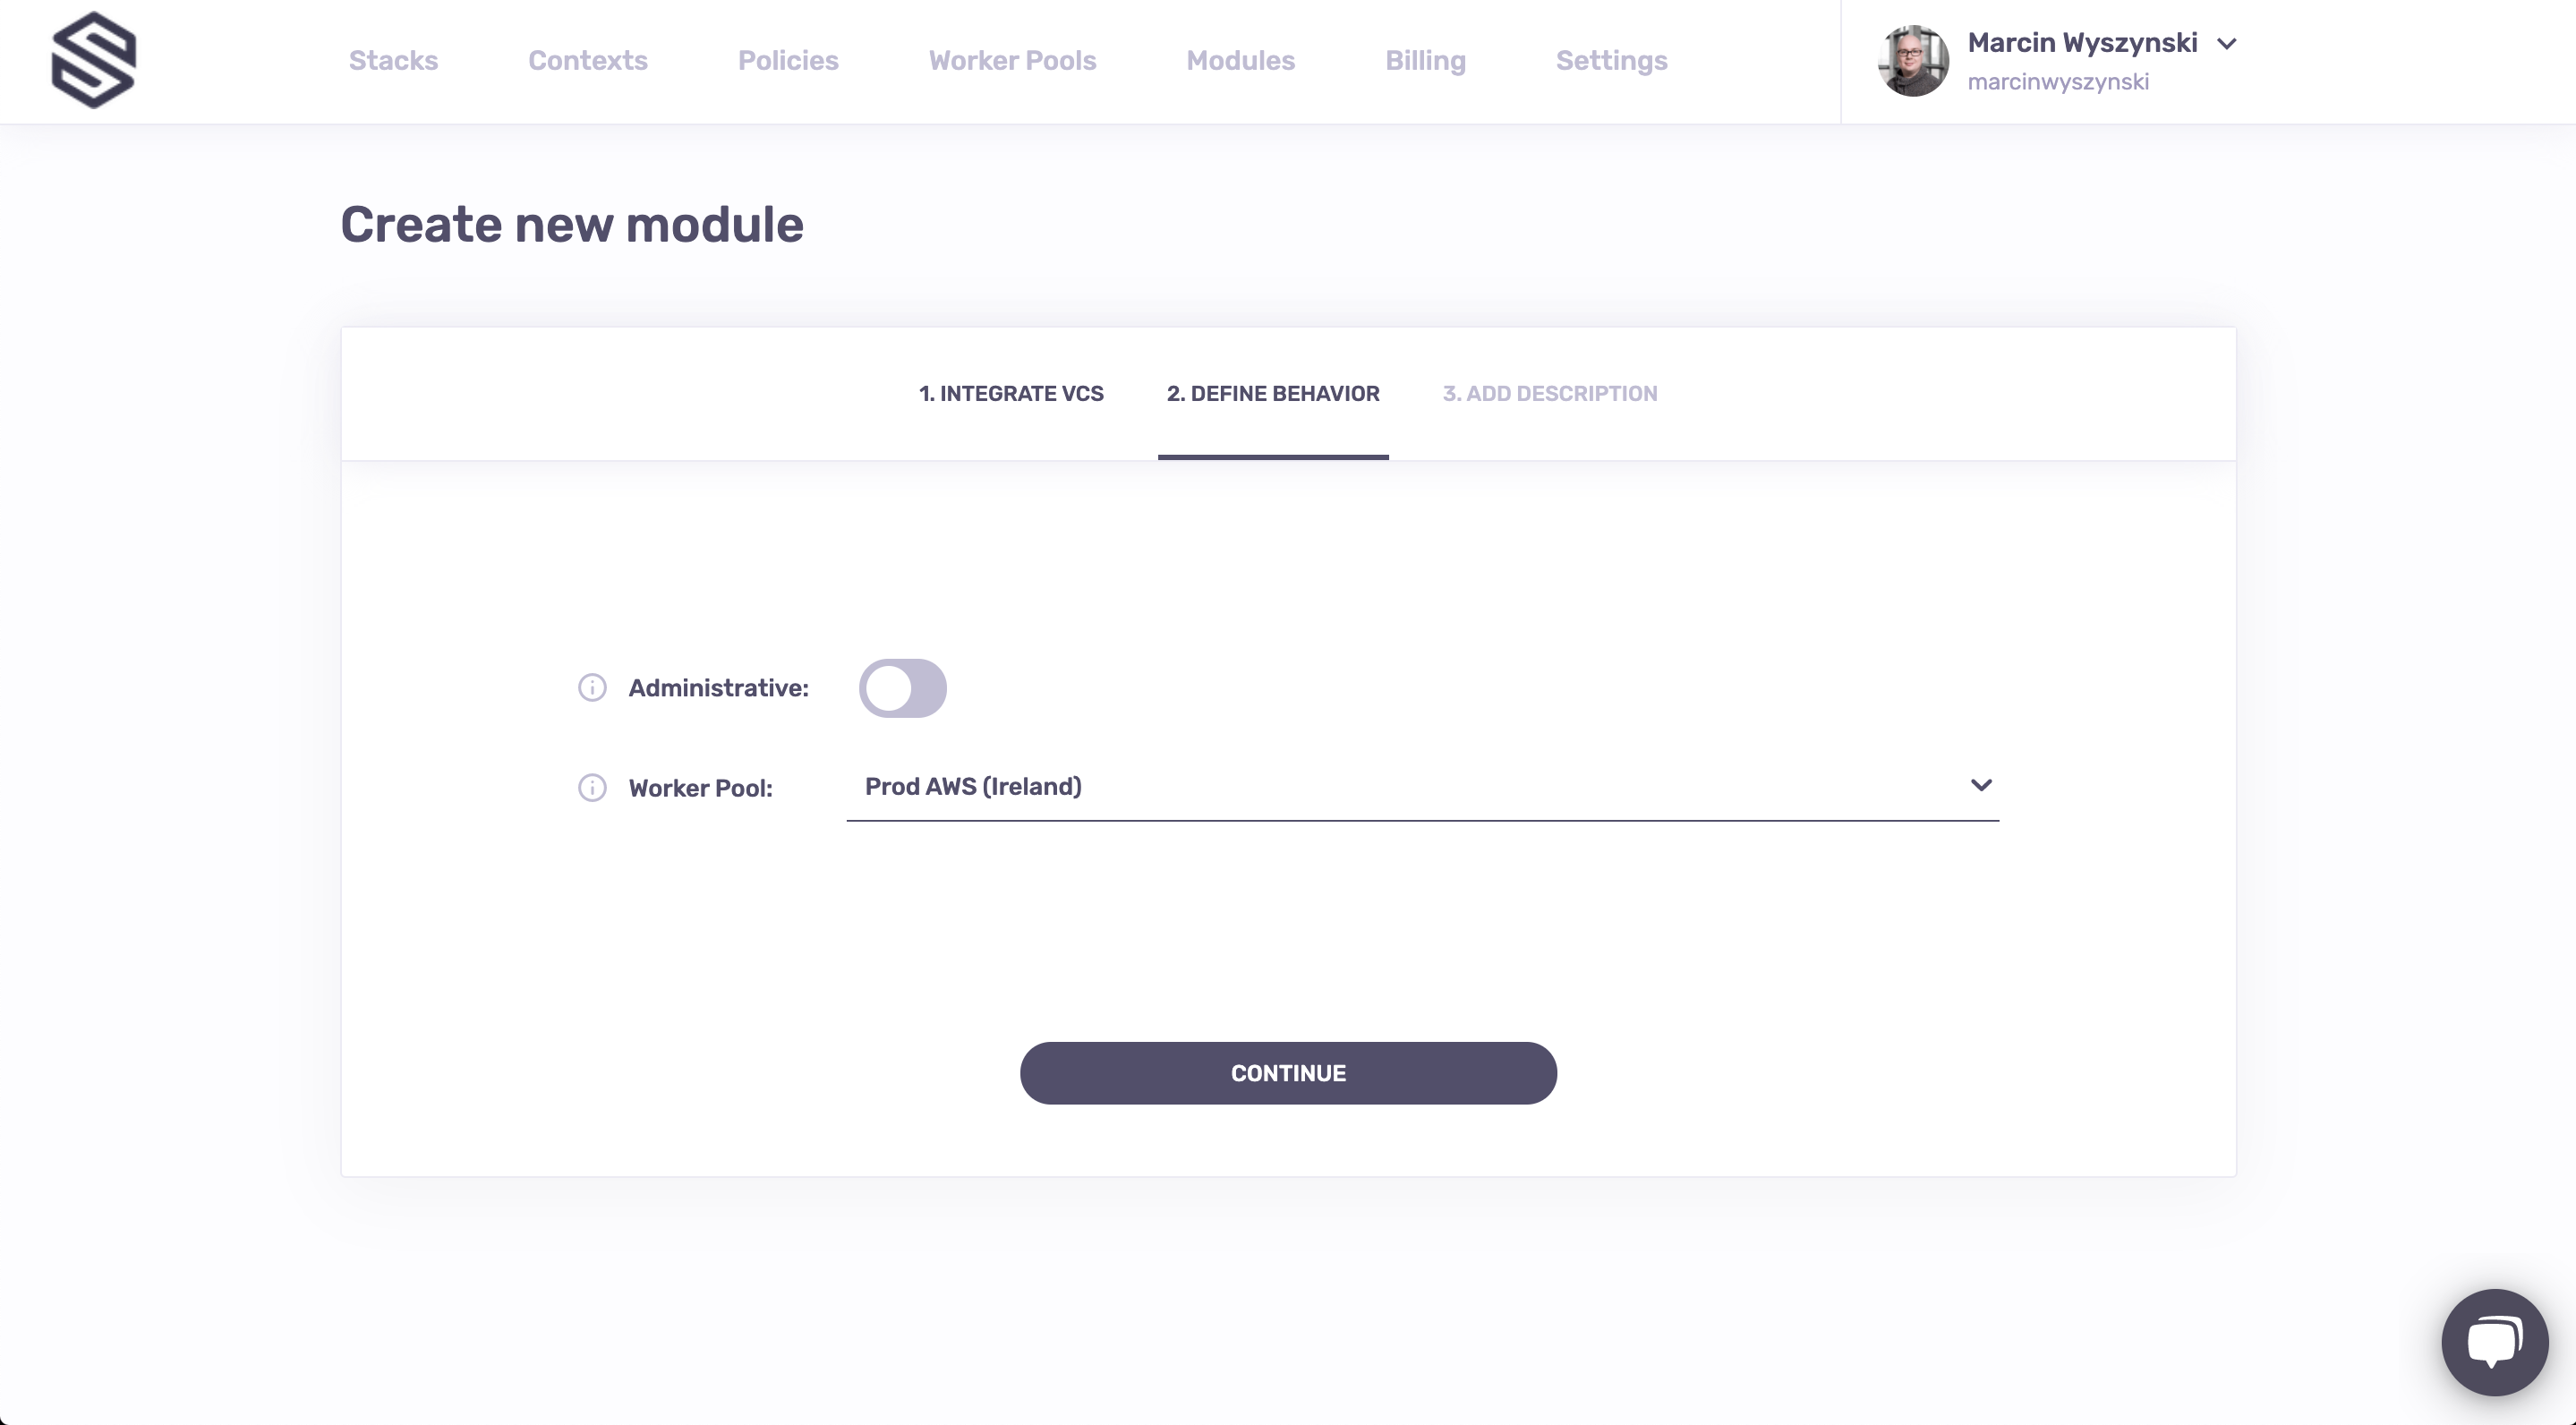 Stacks
Contexts
Policies
Worker Pools
Modules
Billing
Settings
Marcin Wyszynski
marcinwyszynski
Create new module
1. INTEGRATE VCS
2. DEFINE BEHAVIOR
3. ADD DESCRIPTION
Administrative:
Worker Pool:
Prod AWS (Ireland)
CONTINUE